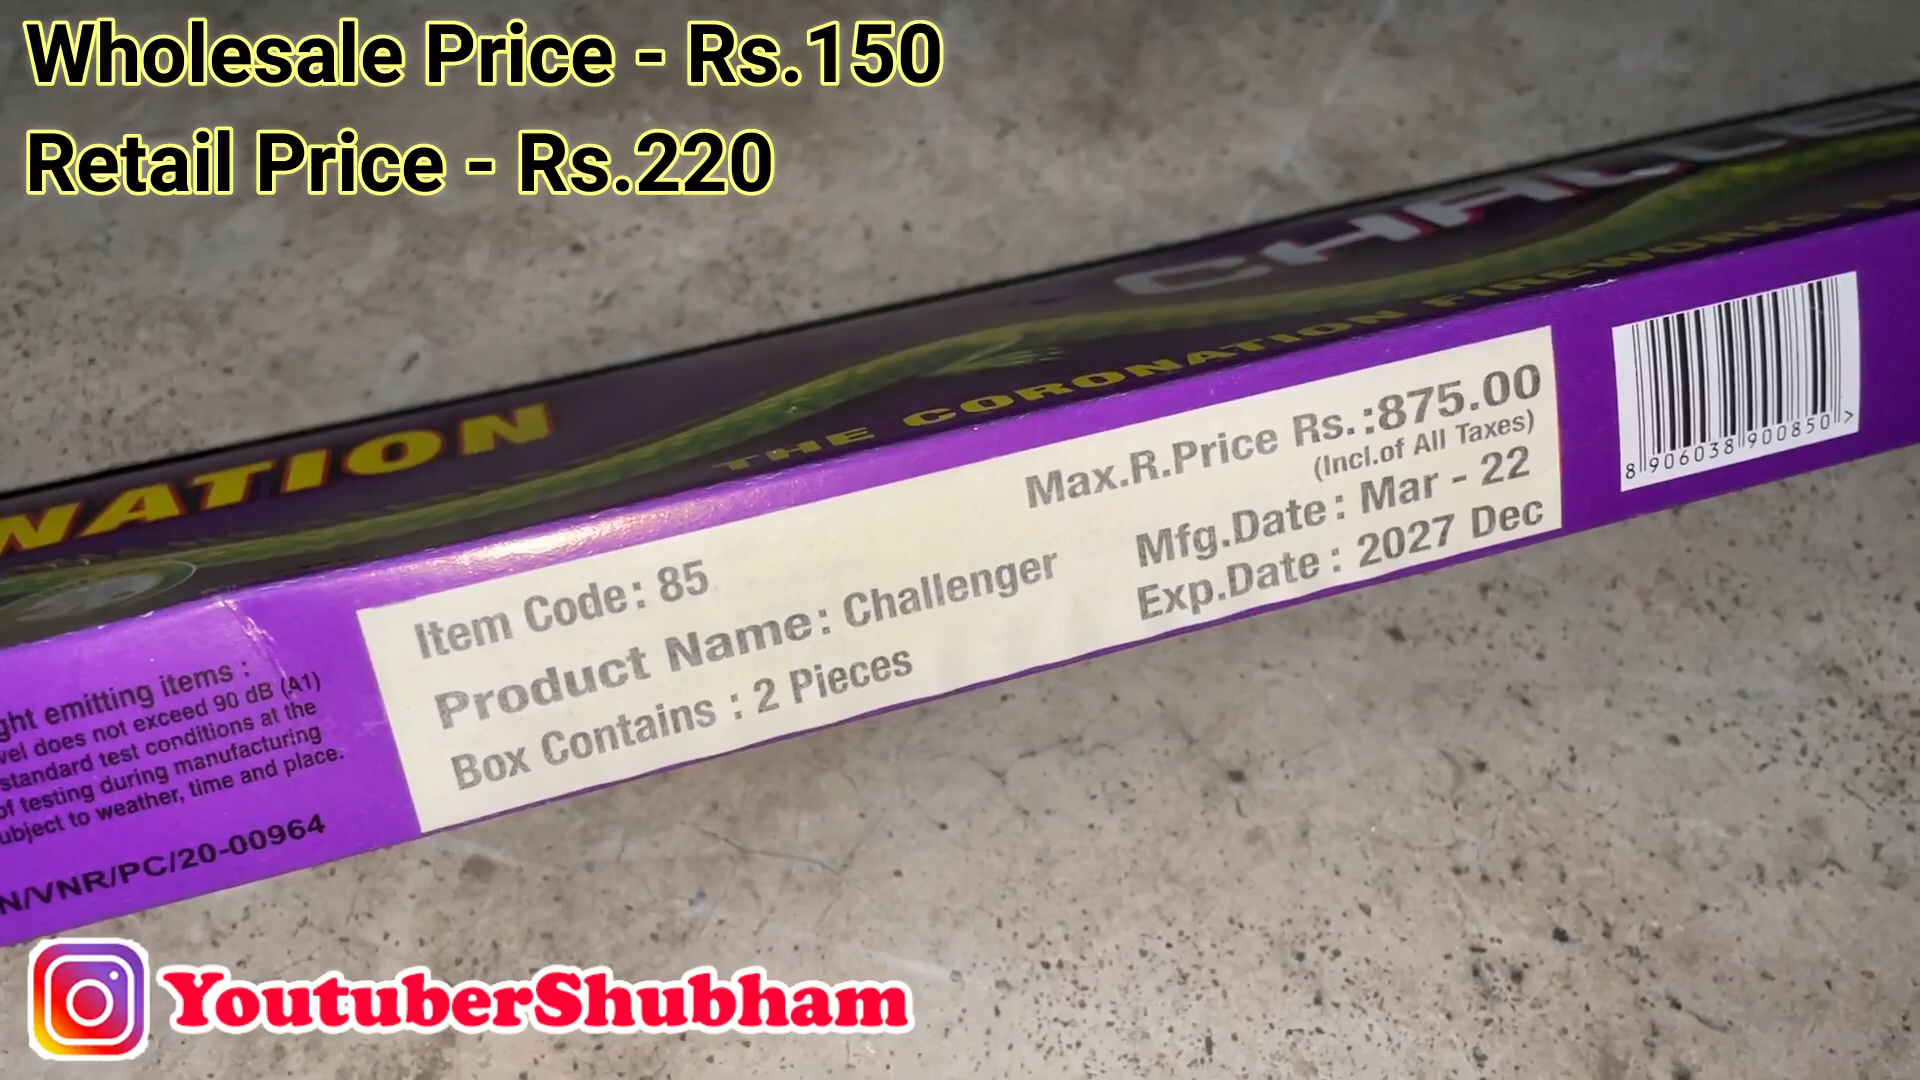 Wholesale Price - Rs.150
Retail Price - Rs.220
NATION
CHALLE
THE CORONATION FIREWORKS
Max.R.Price Rs.:875.00
(Incl.of All Taxes)
Item Code: 85
Mfg.Date: Mar - 22
Product Name: Challenger
Exp.Date: 2027 Dec
Box Contains : 2 Pieces
8 906038 900850 >
ght emitting items :
vel does not exceed 90 dB (A1)
standard test conditions at the
of testing during manufacturing
ubject to weather, time and place.
N/VNR/PC/20-00964
YoutuberShubham